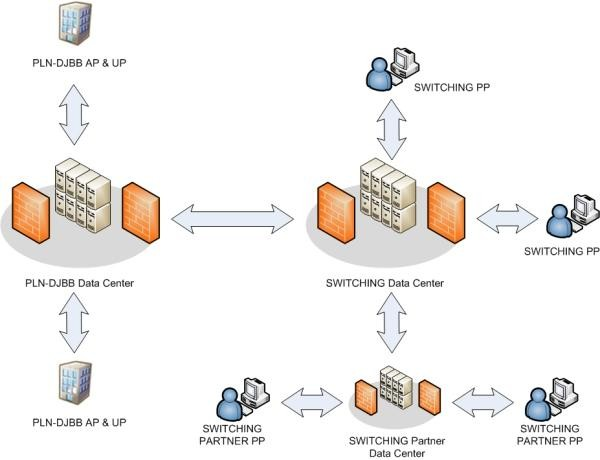 PLN-DJBB AP & UP
SWITCHING PP
SWITCHING PP
PLN-DJBB Data Center
SWITCHING Data Center
PLN-DJBB AP & UP
SWITCHING
PARTNER PP
SWITCHING Partner
Data Center
SWITCHING
PARTNER PP